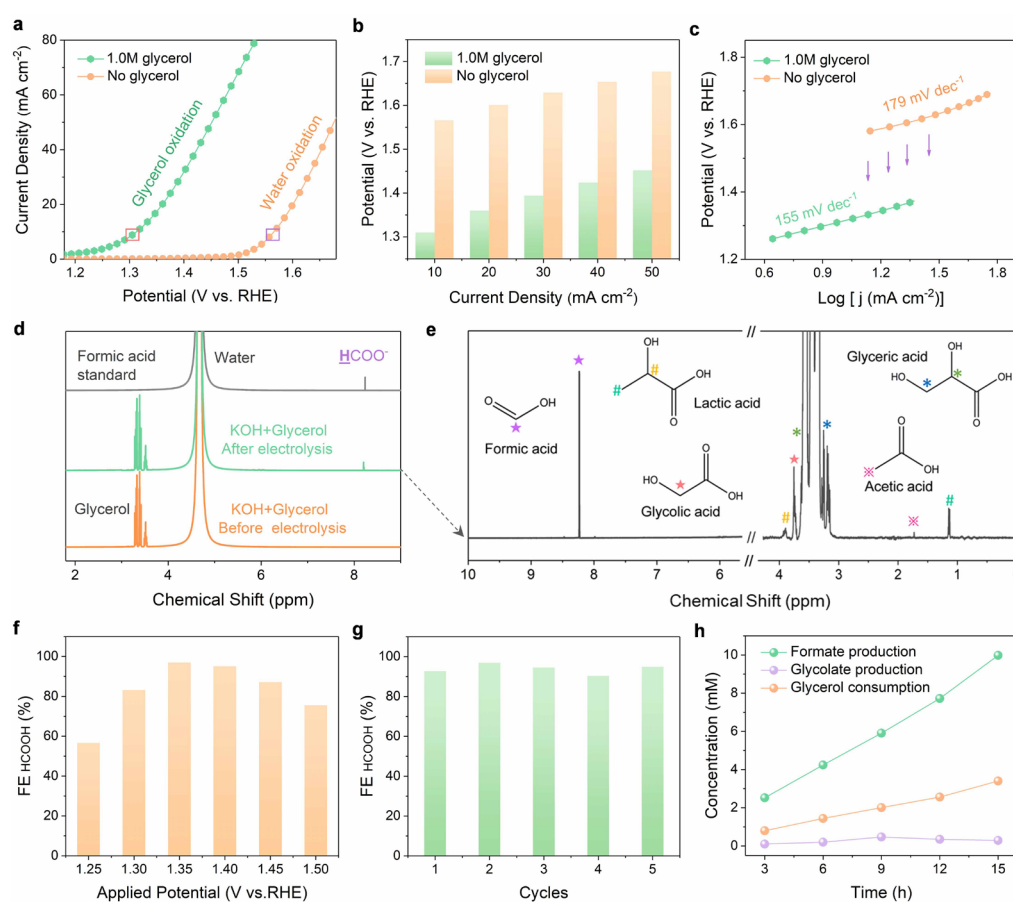 a
80
60
40
20
0
1.2
1.3
1.4
1.5
1.6
Current Density (mA cm⁻²)
Potential (V vs. RHE)
1.0M glycerol
No glycerol
Glycerol oxidation
Water oxidation
b
1.7
1.6
1.5
1.4
1.3
10
20
30
40
50
Potential (V vs. RHE)
Current Density (mA cm⁻²)
1.0M glycerol
No glycerol
c
1.8
1.6
1.4
1.2
0.6
0.9
1.2
1.5
1.8
Potential (V vs. RHE)
Log [ j (mA cm⁻²)]
1.0M glycerol
No glycerol
179 mV dec⁻¹
155 mV dec⁻¹
d
Formic acid
standard
Water
HCOO⁻
KOH+Glycerol
After electrolysis
Glycerol
KOH+Glycerol
Before electrolysis
2
4
6
8
Chemical Shift (ppm)
e
O
OH
Formic acid
OH
OH
O
Lactic acid
O
HO
OH
Glycolic acid
Glyceric acid
OH
HO
OH
O
O
OH
Acetic acid
#
#
#
#
10
9
8
7
6
4
3
2
1
//
//
Chemical Shift (ppm)
f
100
80
60
40
20
0
1.25
1.30
1.35
1.40
1.45
1.50
FE HCOOH (%)
Applied Potential (V vs.RHE)
g
100
80
60
40
20
0
1
2
3
4
5
FE HCOOH (%)
Cycles
h
10
8
6
4
2
0
3
6
9
12
15
Concentration (mM)
Time (h)
Formate production
Glycolate production
Glycerol consumption